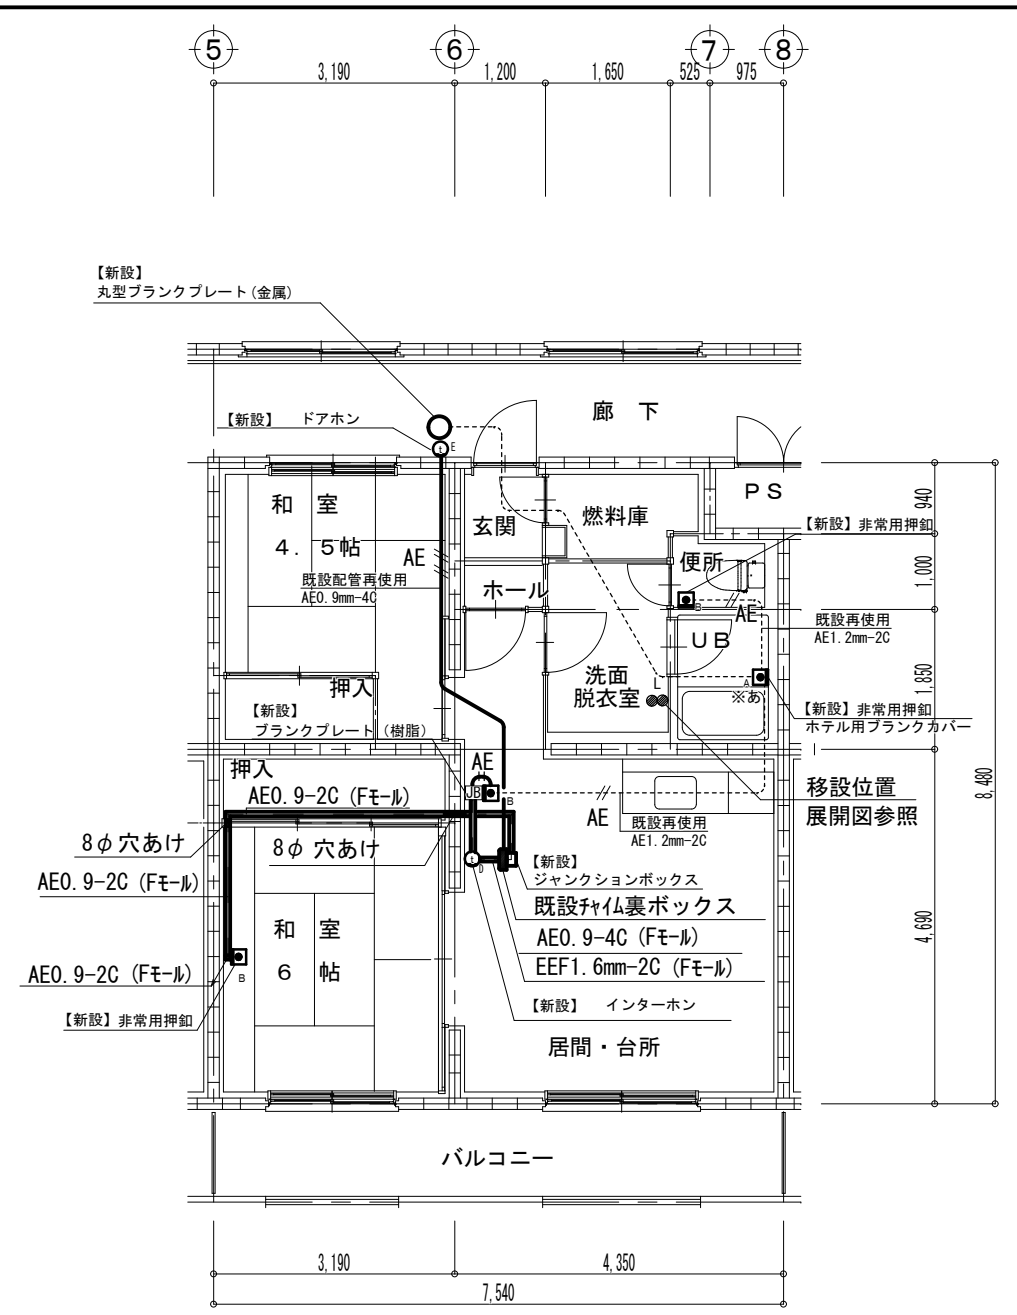 5
6
7
8
3,190
1,200
1,650
525
975
【新設】
丸型ブランクプレート(金属)
【新設】 ドアホン
t
E
廊 下
和 室
4．5帖
AE
既設配管再使用
AE0.9mm-4C
玄関
燃料庫
PS
940
【新設】非常用押釦
便所
1,000
ホール
B
AE
既設再使用
AE1.2mm-2C
UB
洗面
脱衣室
L
A
※あ
1,850
【新設】非常用押釦
ホテル用ブランクカバー
押入
【新設】
ブランクプレート（樹脂）
8,480
押入
AE
JB
B
AE0.9-2C (Fモール)
移設位置
展開図参照
AE
既設再使用
AE1.2mm-2C
8φ穴あけ
8φ 穴あけ
t
D
【新設】
ジャンクションボックス
AE0.9-2C (Fモール)
既設チャイム裏ボックス
AE0.9-4C (Fモール)
EEF1.6mm-2C (Fモール)
4,690
和 室
6 帖
AE0.9-2C (Fモール)
B
【新設】非常用押釦
【新設】 インターホン
居間・台所
バルコニー
3,190
4,350
7,540